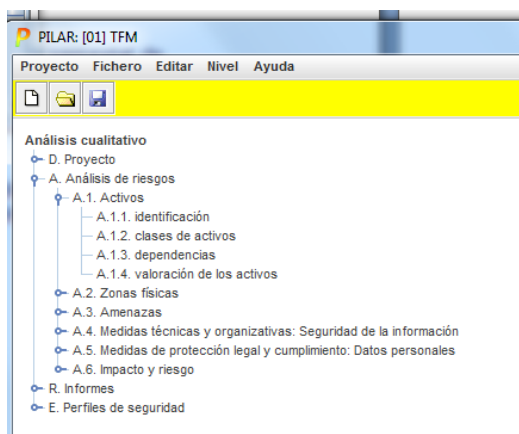 PILAR: [01] TFM
Proyecto Fichero Editar Nivel Ayuda
Análisis cualitativo
D. Proyecto
A. Análisis de riesgos
A.1. Activos
A.1.1. identificación
A.1.2. clases de activos
A.1.3. dependencias
A.1.4. valoración de los activos
A.2. Zonas físicas
A.3. Amenazas
A.4. Medidas técnicas y organizativas: Seguridad de la información
A.5. Medidas de protección legal y cumplimiento: Datos personales
A.6. Impacto y riesgo
R. Informes
E. Perfiles de seguridad